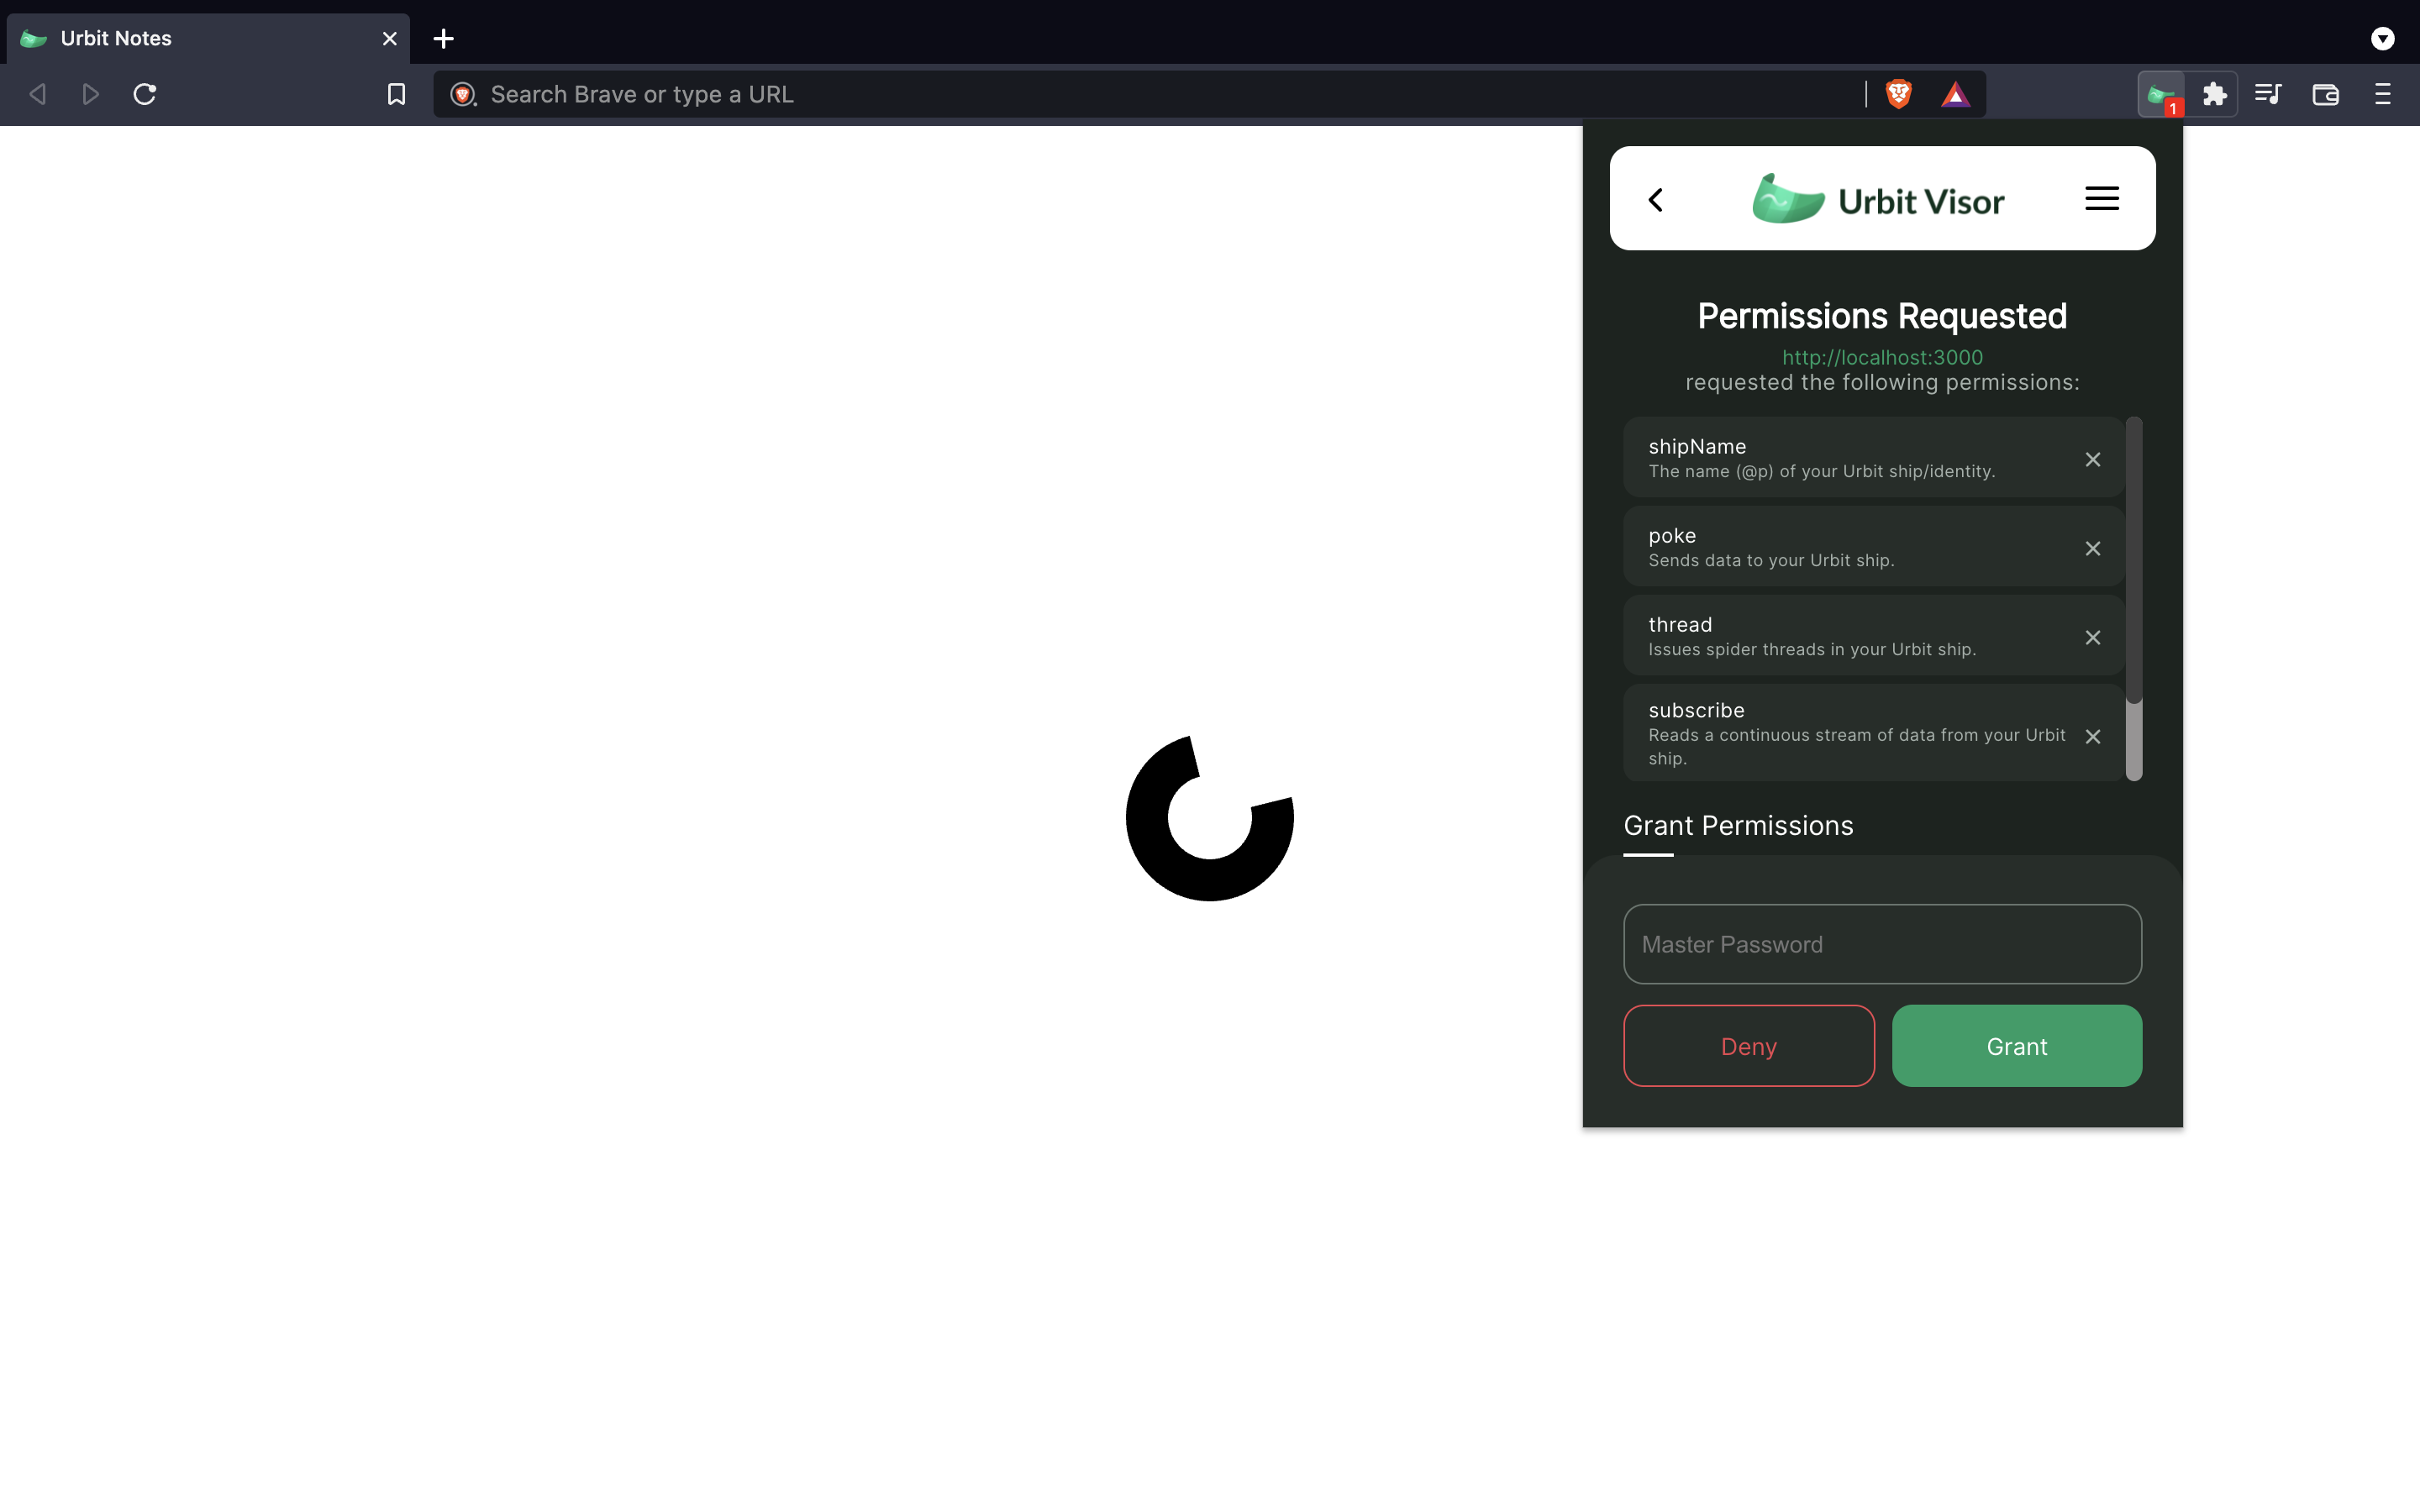 Urbit Notes
Search Brave or type a URL
1
Urbit Visor
Permissions Requested
http://localhost:3000
requested the following permissions:
shipName
The name (@p) of your Urbit ship/identity.
poke
Sends data to your Urbit ship.
thread
Issues spider threads in your Urbit ship.
subscribe
Reads a continuous stream of data from your Urbit
ship.
Grant Permissions
Master Password
Deny
Grant